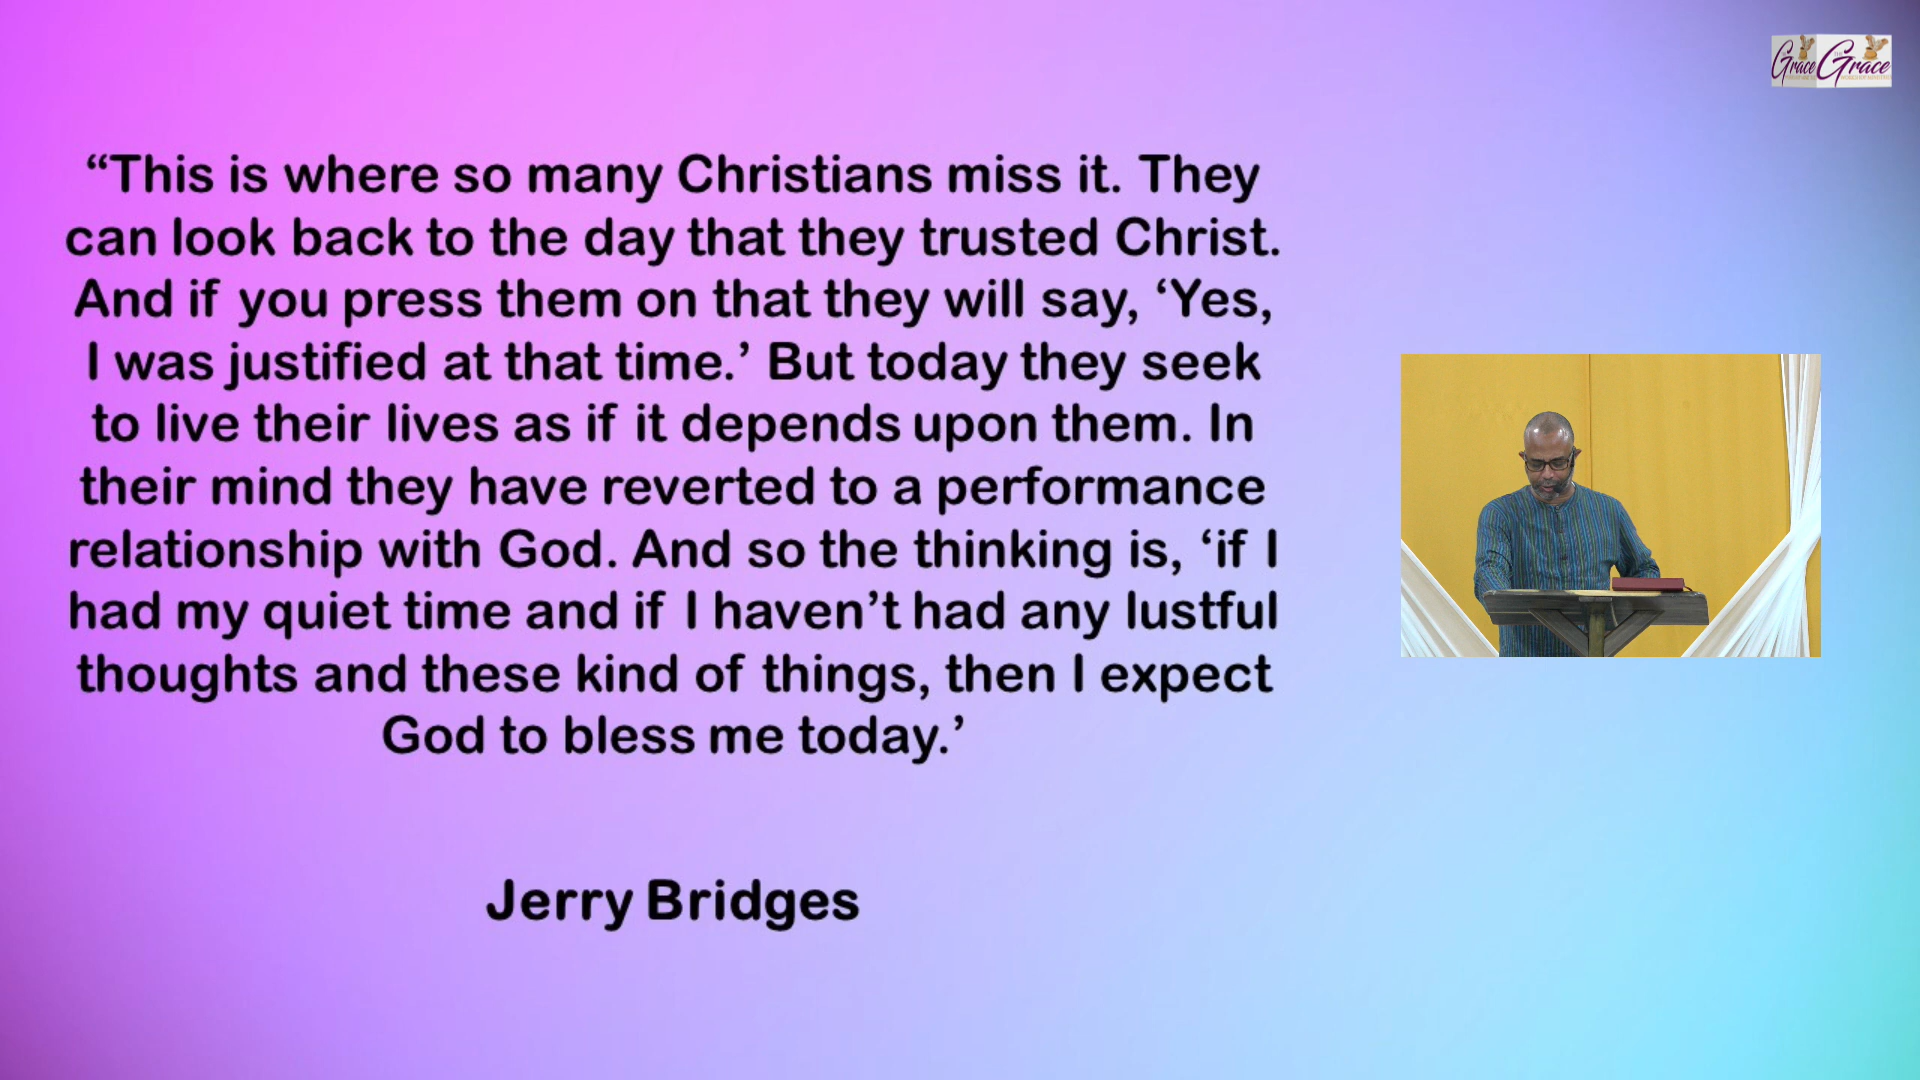 “This is where so many Christians miss it. They
can look back to the day that they trusted Christ.
And if you press them on that they will say, ‘Yes,
I was justified at that time.’ But today they seek
to live their lives as if it depends upon them. In
their mind they have reverted to a performance
relationship with God. And so the thinking is, ‘if I
had my quiet time and if I haven’t had any lustful
thoughts and these kind of things, then I expect
God to bless me today.’
Jerry Bridges
Grace Grace